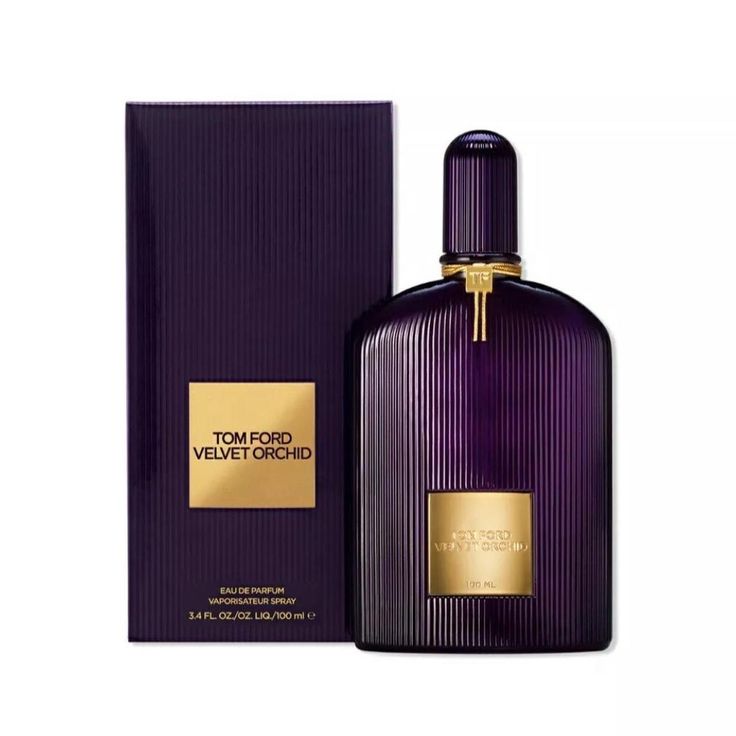 TOM FORD
VELVET ORCHID
EAU DE PARFUM
VAPORISATEUR SPRAY
3.4 FL. OZ./OZ. LIQ./100 ml ℮
TF
TOM FORD
VELVET ORCHID
100 ML